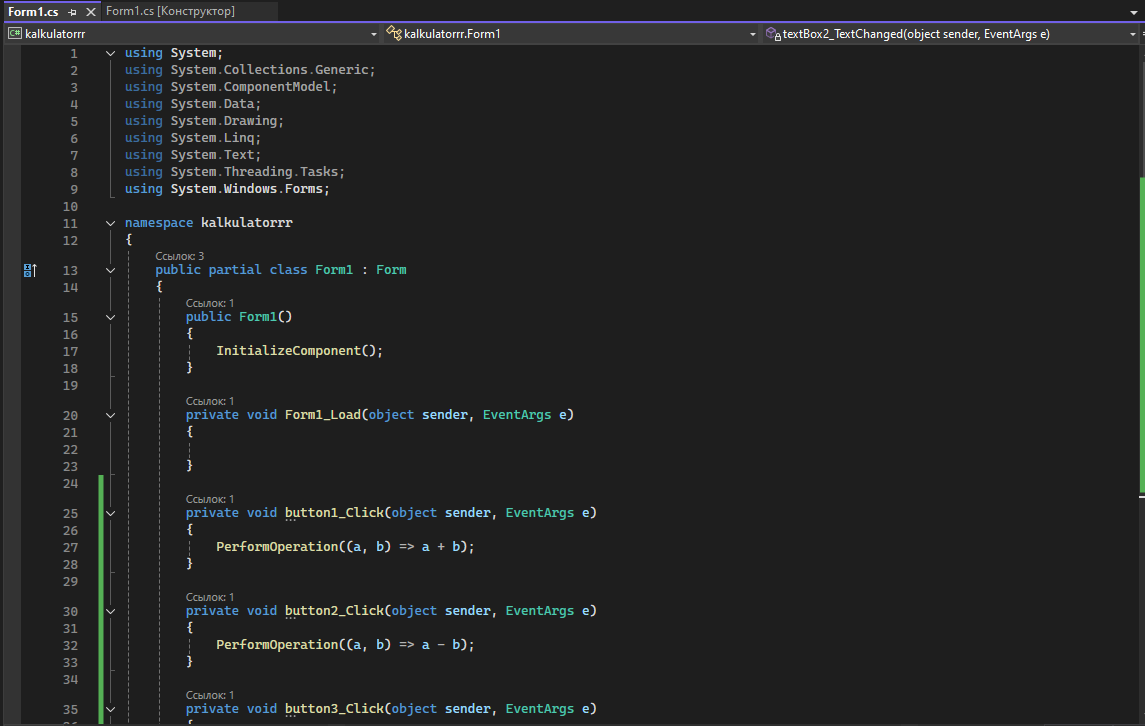 Form1.cs
Form1.cs [Конструктор]
C# kalkulatorrr
kalkulatorrr.Form1
textBox2_TextChanged(object sender, EventArgs e)
1 using System;
2 using System.Collections.Generic;
3 using System.ComponentModel;
4 using System.Data;
5 using System.Drawing;
6 using System.Linq;
7 using System.Text;
8 using System.Threading.Tasks;
9 using System.Windows.Forms;
10
11 namespace kalkulatorrr
12 {
Ссылок: 3
13 public partial class Form1 : Form
14 {
Ссылок: 1
15 public Form1()
16 {
17 InitializeComponent();
18 }
19
Ссылок: 1
20 private void Form1_Load(object sender, EventArgs e)
21 {
22
23 }
24
Ссылок: 1
25 private void button1_Click(object sender, EventArgs e)
26 {
27 PerformOperation((a, b) => a + b);
28 }
29
Ссылок: 1
30 private void button2_Click(object sender, EventArgs e)
31 {
32 PerformOperation((a, b) => a - b);
33 }
34
Ссылок: 1
35 private void button3_Click(object sender, EventArgs e)